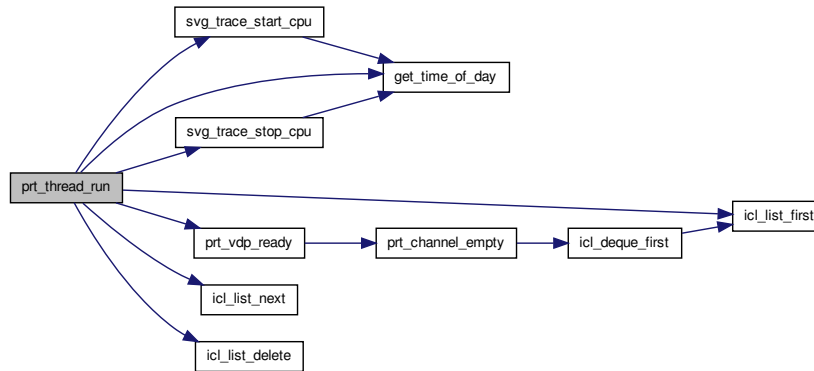 svg_trace_start_cpu
get_time_of_day
svg_trace_stop_cpu
prt_thread_run
icl_list_first
prt_vdp_ready
prt_channel_empty
icl_deque_first
icl_list_next
icl_list_delete